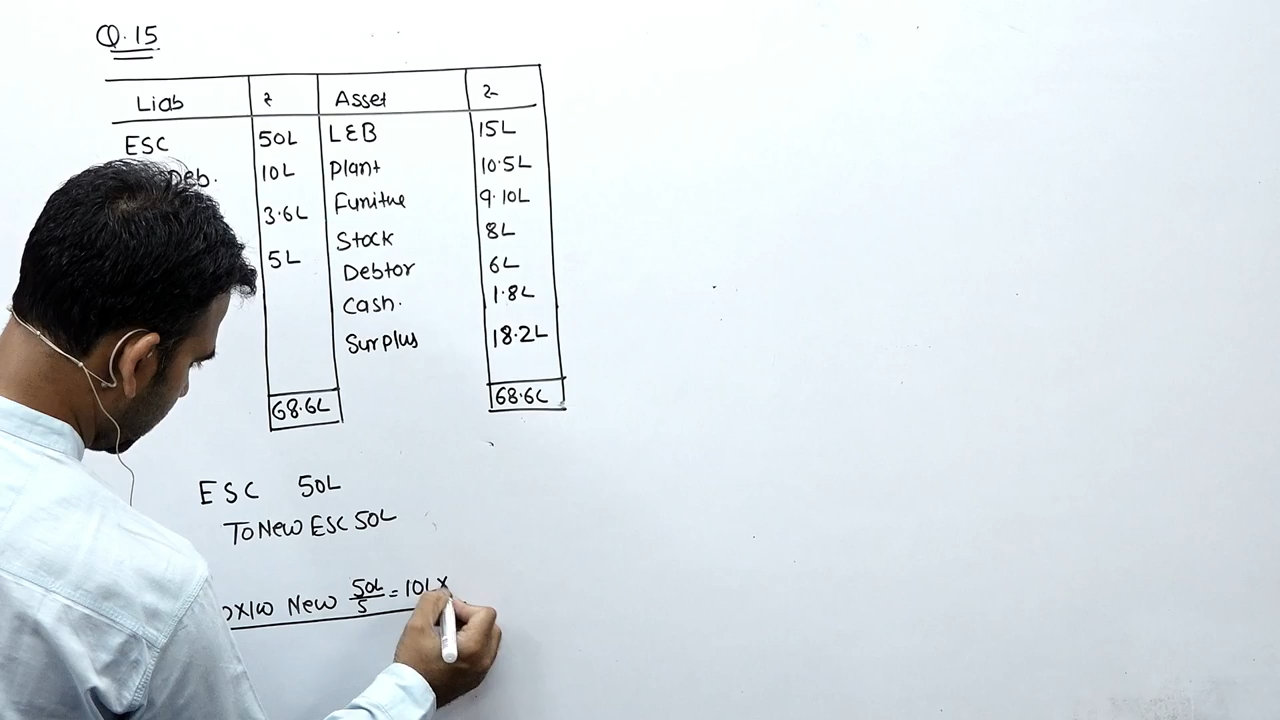 Q.15
Liab ₹ Asset ₹
ESC 50L L&B 15L
Deb. 10L Plant 10.5L
3.6L Funitue 9.10L
5L Stock 8L
Debtor 6L
Cash. 1.8L
Surplus 18.2L
68.6L 68.6L
ESC 50L
To New ESC 50L
X100 New 50L/5 = 10L X